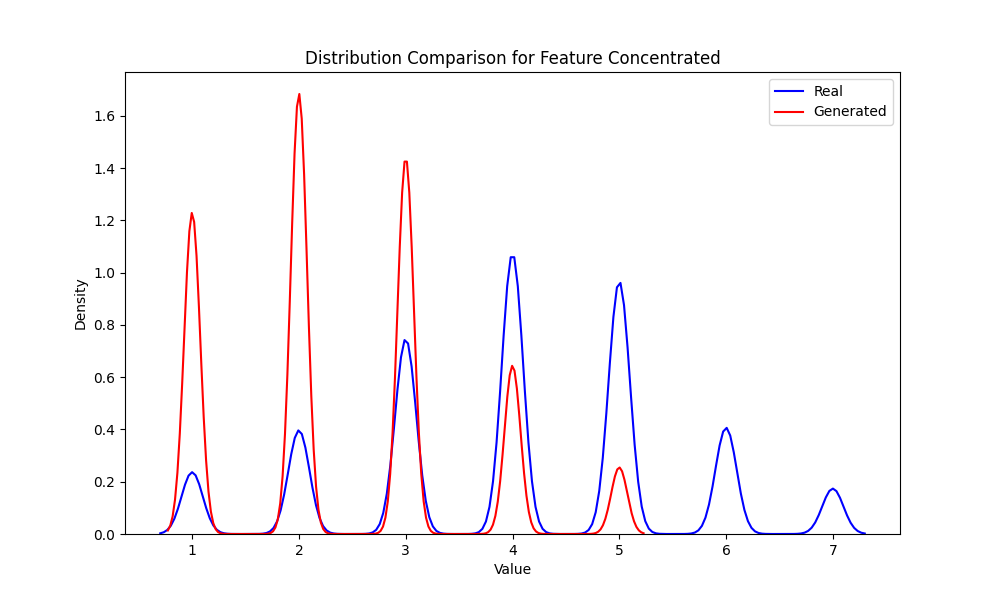 Distribution Comparison for Feature Concentrated
Real
Generated
Density
1.6
1.4
1.2
1.0
0.8
0.6
0.4
0.2
0.0
1 2 3 4 5 6 7
Value